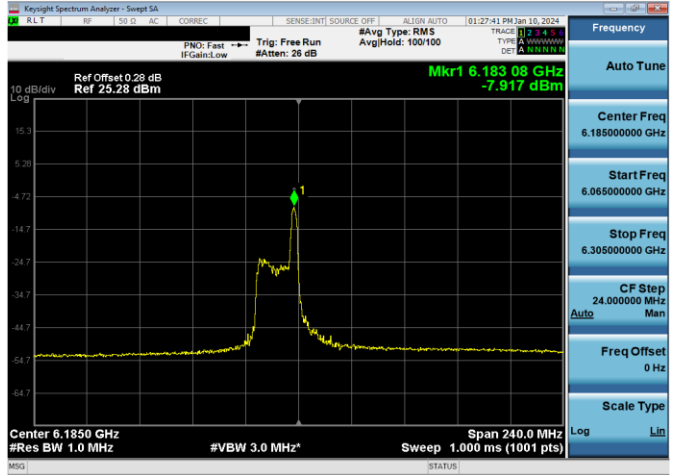 Keysight Spectrum Analyzer - Swept SA
RLT RF 50 Ω AC CORREC SENSE:INT SOURCE OFF ALIGN AUTO 01:27:41 PM Jan 10, 2024
PNO: Fast
IFGain:Low
Trig: Free Run
#Atten: 26 dB
#Avg Type: RMS
Avg|Hold: 100/100
TRACE 1 2 3 4 5 6
TYPE A WWWWW
DET A N N N N N
Ref Offset 0.28 dB
10 dB/div Ref 25.28 dBm
Log
Mkr1 6.183 08 GHz
-7.917 dBm
1
15.3
5.28
-4.72
-14.7
-24.7
-34.7
-44.7
-54.7
-64.7
Center 6.1850 GHz Span 240.0 MHz
#Res BW 1.0 MHz #VBW 3.0 MHz* Sweep 1.000 ms (1001 pts)
MSG STATUS
Frequency
Auto Tune
Center Freq
6.185000000 GHz
Start Freq
6.065000000 GHz
Stop Freq
6.305000000 GHz
CF Step
24.000000 MHz
Auto Man
Freq Offset
0 Hz
Scale Type
Log Lin